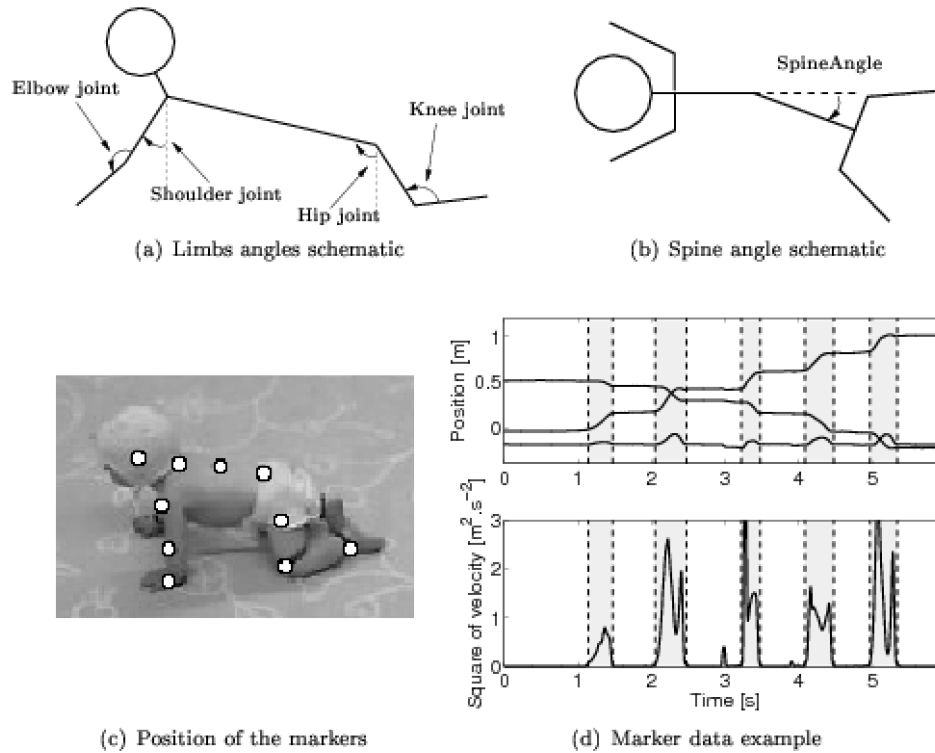 Elbow joint
Knee joint
Shoulder joint
Hip joint
(a) Limbs angles schematic
SpineAngle
(b) Spine angle schematic
(c) Position of the markers
Position [m]
1
0.5
0
0 1 2 3 4 5
Square of velocity [m².s⁻²]
3
2
1
0
0 1 2 3 4 5
Time [s]
(d) Marker data example